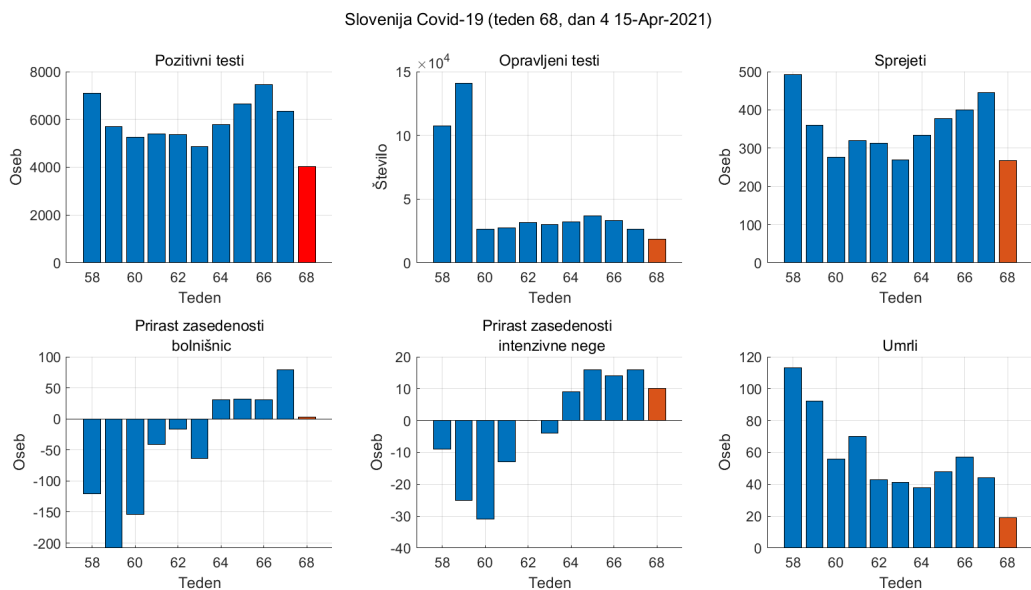 Slovenija Covid-19 (teden 68, dan 4 15-Apr-2021)
Pozitivni testi
8000
6000
4000
2000
0
Oseb
58 60 62 64 66 68
Teden
Opravljeni testi
×10⁴
15
10
5
0
Število
58 60 62 64 66 68
Teden
Sprejeti
500
400
300
200
100
0
Oseb
58 60 62 64 66 68
Teden
Prirast zasedenosti
bolnišnic
100
50
0
-50
-100
-150
-200
Oseb
58 60 62 64 66 68
Teden
Prirast zasedenosti
intenzivne nege
20
10
0
-10
-20
-30
-40
Oseb
58 60 62 64 66 68
Teden
Umrli
120
100
80
60
40
20
0
Oseb
58 60 62 64 66 68
Teden